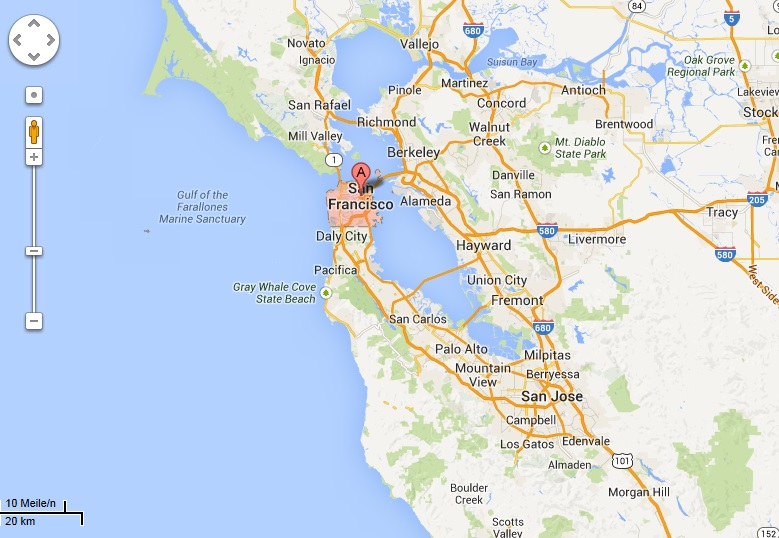 84
5
680
Novato
Vallejo
Ignacio
Suisun Bay
Oak Grove
Regional Park
Martinez
Pinole
Antioch
Lakeview
San Rafael
Concord
Stock
Richmond
Brentwood
Mill Valley
Walnut
Creek
Mt. Diablo
State Park
Berkeley
1
A
Danville
San
Francisco
San Ramon
Alameda
205
Gulf of the
Farallones
Marine Sanctuary
Tracy
Daly City
580
Livermore
Hayward
580
Pacifica
Union City
West Side
Gray Whale Cove
State Beach
Fremont
San Carlos
680
Palo Alto
Milpitas
Mountain
View
Berryessa
San Jose
Campbell
Los Gatos
Edenvale
101
Almaden
Boulder
Creek
Morgan Hill
10 Meile/n
20 km
Scotts
Valley
152